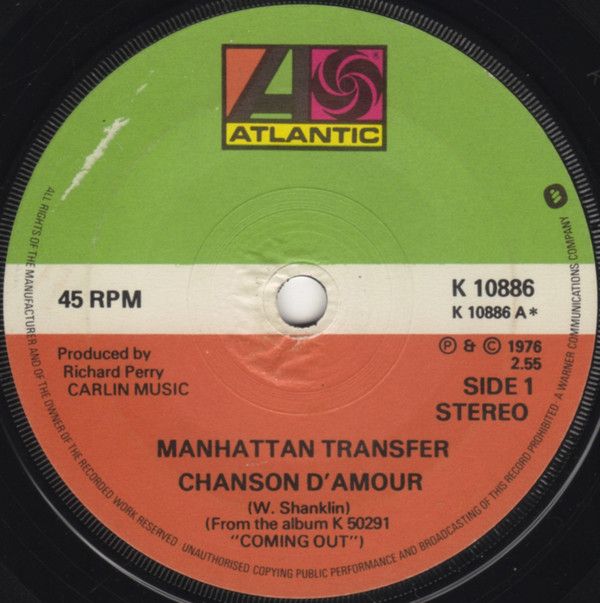 ATLANTIC
45 RPM
K 10886
K 10886 A*
Produced by
Richard Perry
CARLIN MUSIC
℗ & © 1976
2.55
SIDE 1
STEREO
MANHATTAN TRANSFER
CHANSON D'AMOUR
(W. Shanklin)
(From the album K 50291
"COMING OUT")
ALL RIGHTS OF THE MANUFACTURER AND OF THE OWNER OF THE RECORDED WORK RESERVED. UNAUTHORISED COPYING PUBLIC PERFORMANCE AND BROADCASTING OF THIS RECORD PROHIBITED · A WARNER COMMUNICATIONS COMPANY